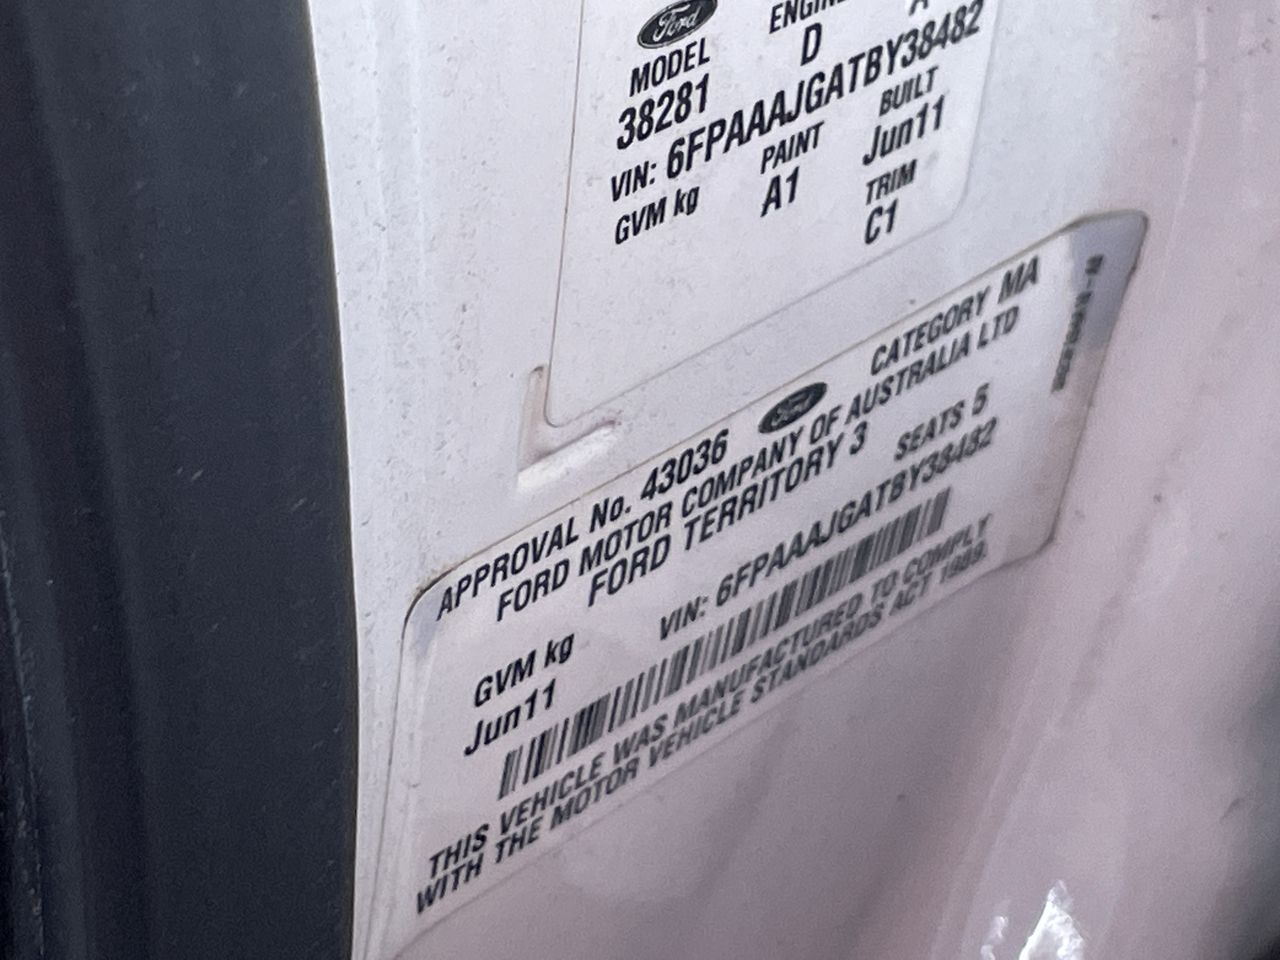 Ford
MODEL
D
38281
VIN: 6FPAAAJGATBY38482
GVM kg PAINT BUILT
A1 Jun11
TRIM
C1
CATEGORY MA
APPROVAL No. 43036 Ford
FORD MOTOR COMPANY OF AUSTRALIA LTD
FORD TERRITORY 3 SEATS 5
GVM kg VIN: 6FPAAAJGATBY38482
Jun11
THIS VEHICLE WAS MANUFACTURED TO COMPLY
WITH THE MOTOR VEHICLE STANDARDS ACT 1989.